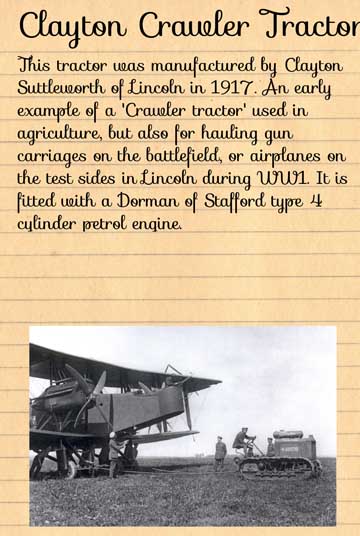 Clayton Crawler Tractor
This tractor was manufactured by Clayton
Suttleworth of Lincoln in 1917. An early
example of a 'Crawler tractor' used in
agriculture, but also for hauling gun
carriages on the battlefield, or airplanes on
the test sides in Lincoln during WW1. It is
fitted with a Dorman of Stafford type 4
cylinder petrol engine.